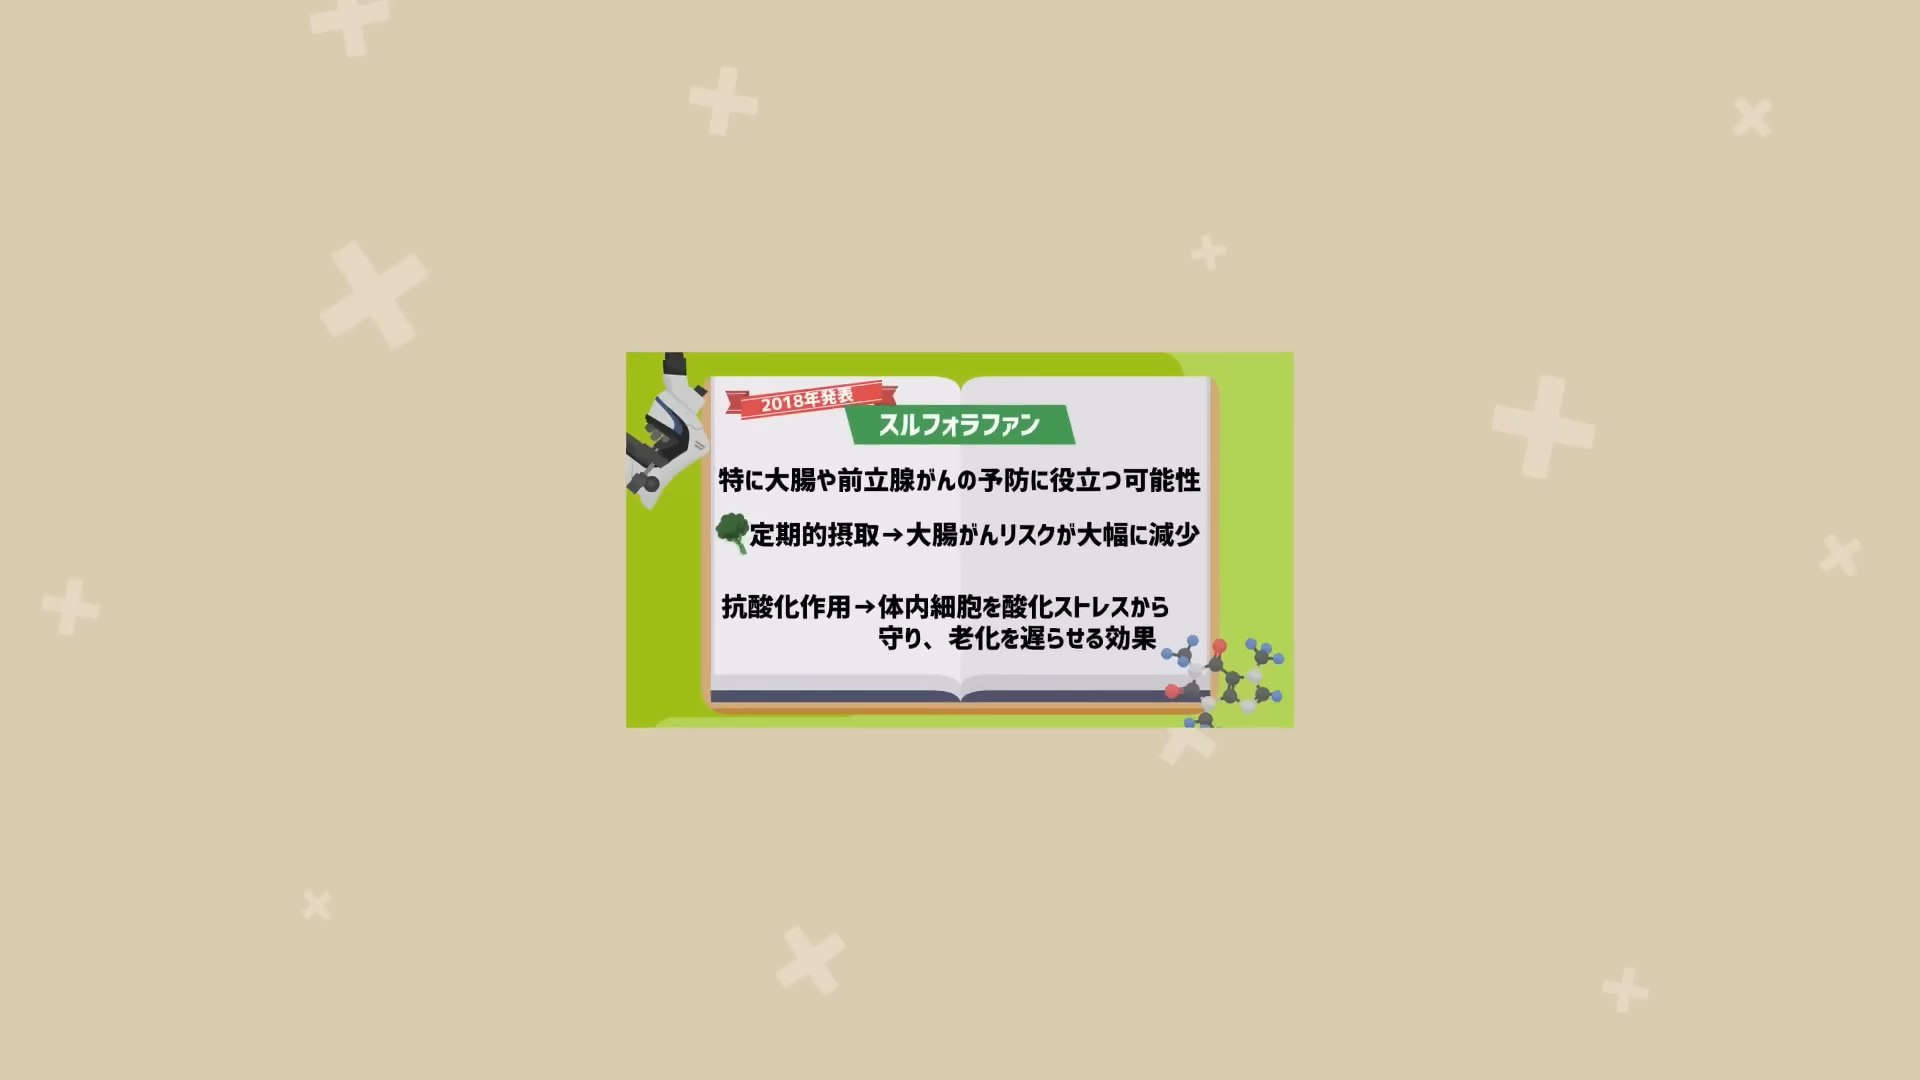 2018年発表
スルフォラファン
特に大腸や前立腺がんの予防に役立つ可能性
定期的摂取→大腸がんリスクが大幅に減少
抗酸化作用→体内細胞を酸化ストレスから
守り、老化を遅らせる効果